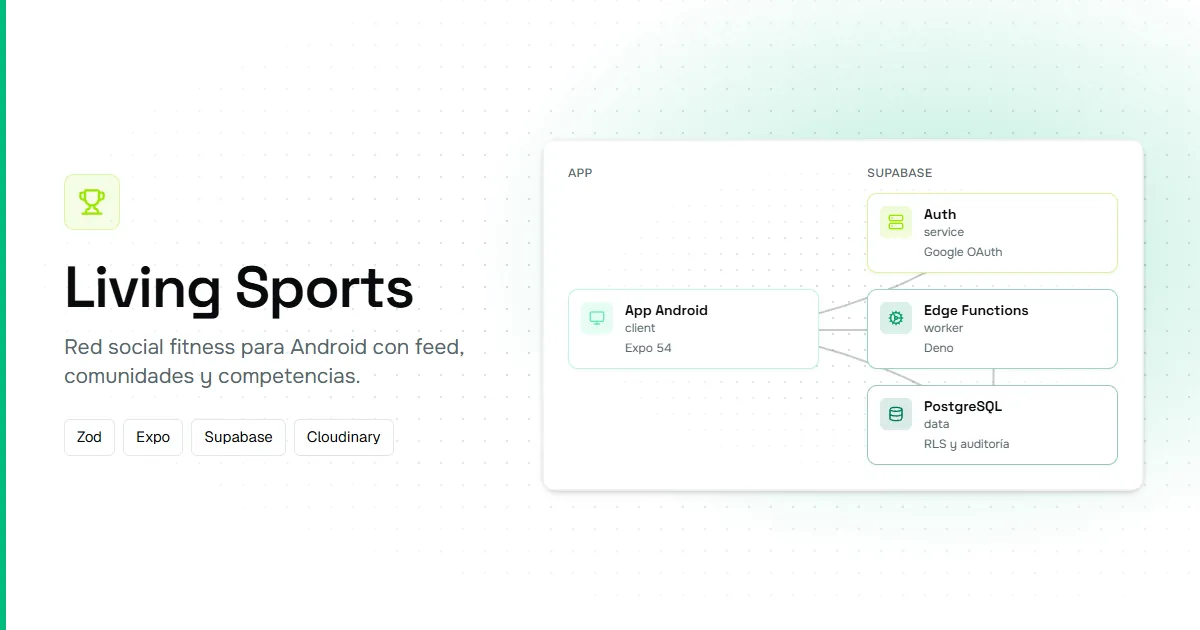 Living Sports
Red social fitness para Android con feed,
comunidades y competencias.
Zod
Expo
Supabase
Cloudinary
APP
App Android
client
Expo 54
SUPABASE
Auth
service
Google OAuth
Edge Functions
worker
Deno
PostgreSQL
data
RLS y auditoría